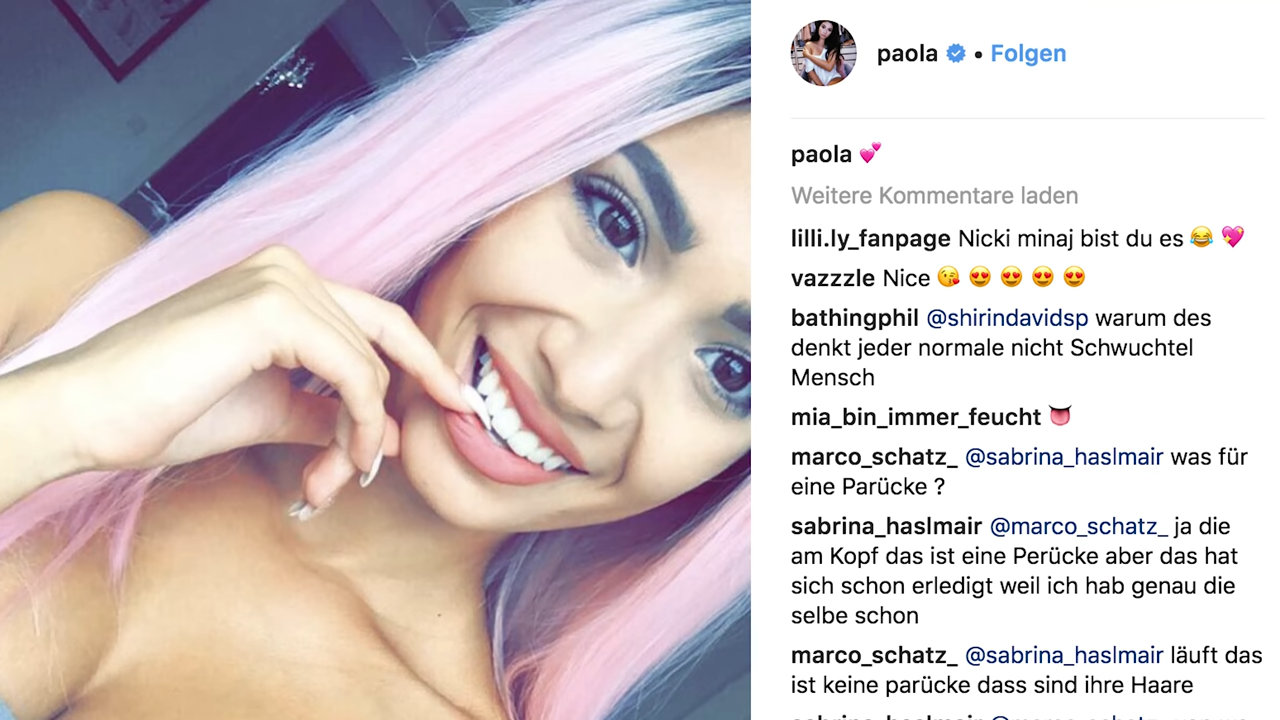 paola • Folgen
paola 💕
Weitere Kommentare laden
lilli.ly_fanpage Nicki minaj bist du es 😂 💖
vazzzle Nice 😘 😍 😍 😍 😍
bathingphil @shirindavidsp warum des
denkt jeder normale nicht Schwuchtel
Mensch
mia_bin_immer_feucht 👅
marco_schatz_ @sabrina_haslmair was für
eine Parücke ?
sabrina_haslmair @marco_schatz_ ja die
am Kopf das ist eine Perücke aber das hat
sich schon erledigt weil ich hab genau die
selbe schon
marco_schatz_ @sabrina_haslmair läuft das
ist keine parücke dass sind ihre Haare